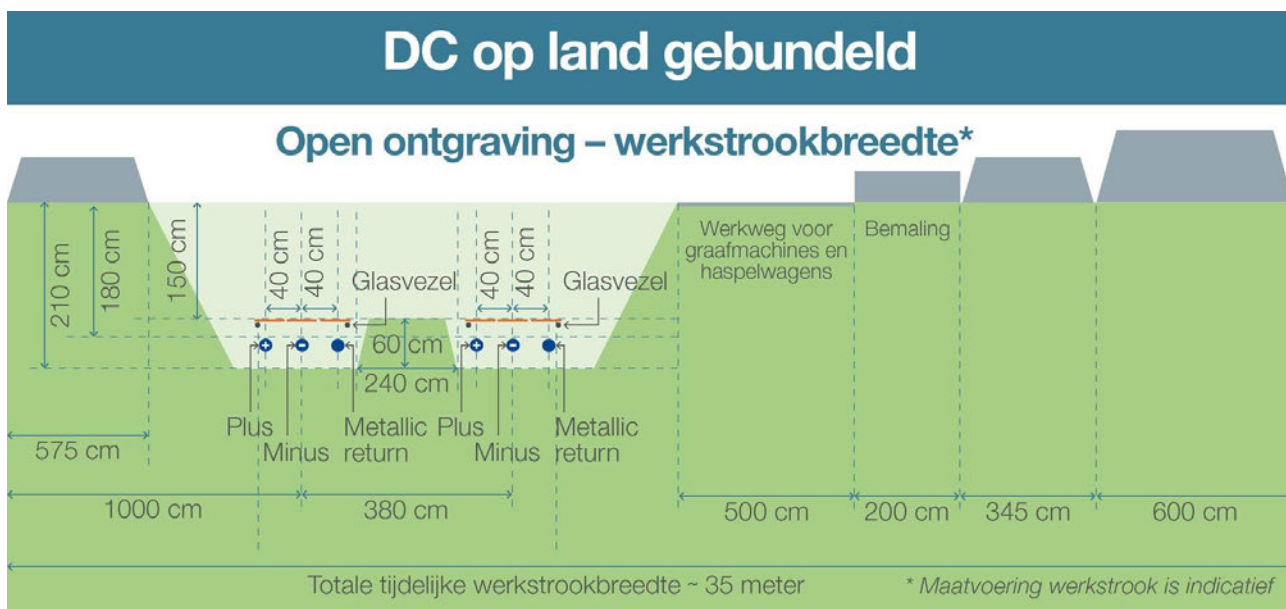 DC op land gebundeld
Open ontgraving – werkstrookbreedte*
210 cm
180 cm
150 cm
40 cm
40 cm
Glasvezel
40 cm
40 cm
Glasvezel
Werkweg voor
graafmachines en
haspelwagens
Bemaling
60 cm
240 cm
Plus
Minus
Metallic
return
Plus
Minus
Metallic
return
575 cm
1000 cm
380 cm
500 cm
200 cm
345 cm
600 cm
Totale tijdelijke werkstrookbreedte ~ 35 meter
* Maatvoering werkstrook is indicatief